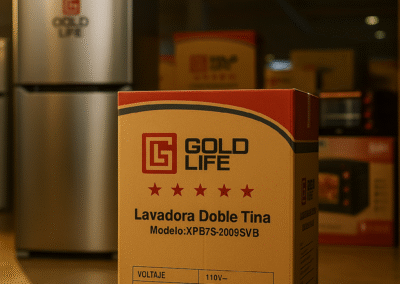 GOLD
LIFE
GOLD
LIFE
Lavadora Doble Tina
Modelo:XPB7S-2009SVB
VOLTAJE 110V~